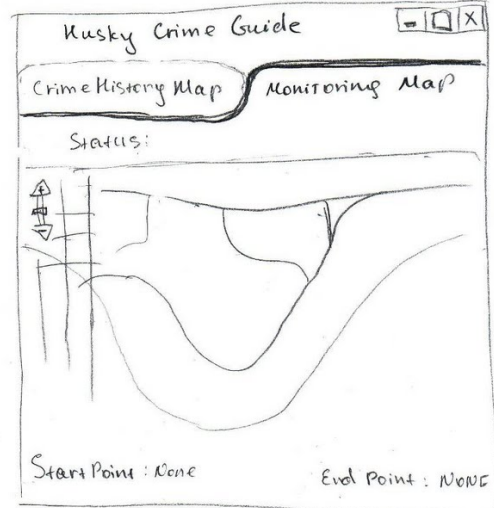 Husky Crime Guide
Crime History Map Monitoring Map
Status:
Start Point: None End Point: NONE